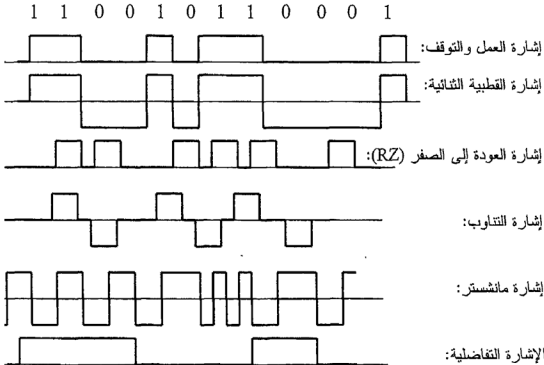 1 1 0 0 1 0 1 1 0 0 0 1
إشارة العمل والتوقف:
إشارة القطبية الثنائية:
إشارة العودة إلى الصفر (RZ):
إشارة التناوب:
إشارة مانشستر:
الإشارة التفاضلية: